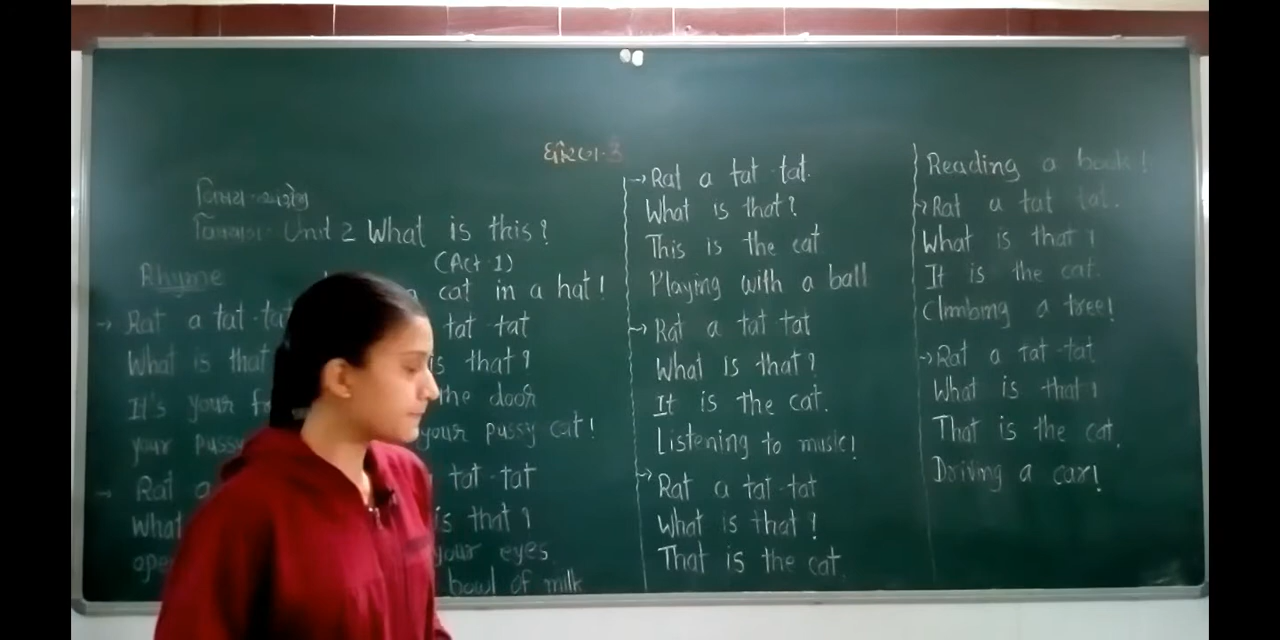 ધોરણ-૩
વિષય-અંગ્રેજી
Unit 2 What is this?
(Act-1)
Rhyme
cat in a hat!
→ Rat a tat-tat
What is that
It's your
your pussy
→ Rat a
What
tat-tat
is that?
the door
your pussy cat!
tat-tat
is that?
your eyes
bowl of milk
→ Rat a tat-tat.
What is that?
This is the cat
Playing with a ball
→ Rat a tat tat
What is that?
It is the cat.
Listening to music!
→ Rat a tat-tat
What is that?
That is the cat.
Reading a book!
→ Rat a tat tat.
What is that?
It is the cat.
Climbing a tree!
→ Rat a tat-tat
What is that?
That is the cat.
Driving a car!